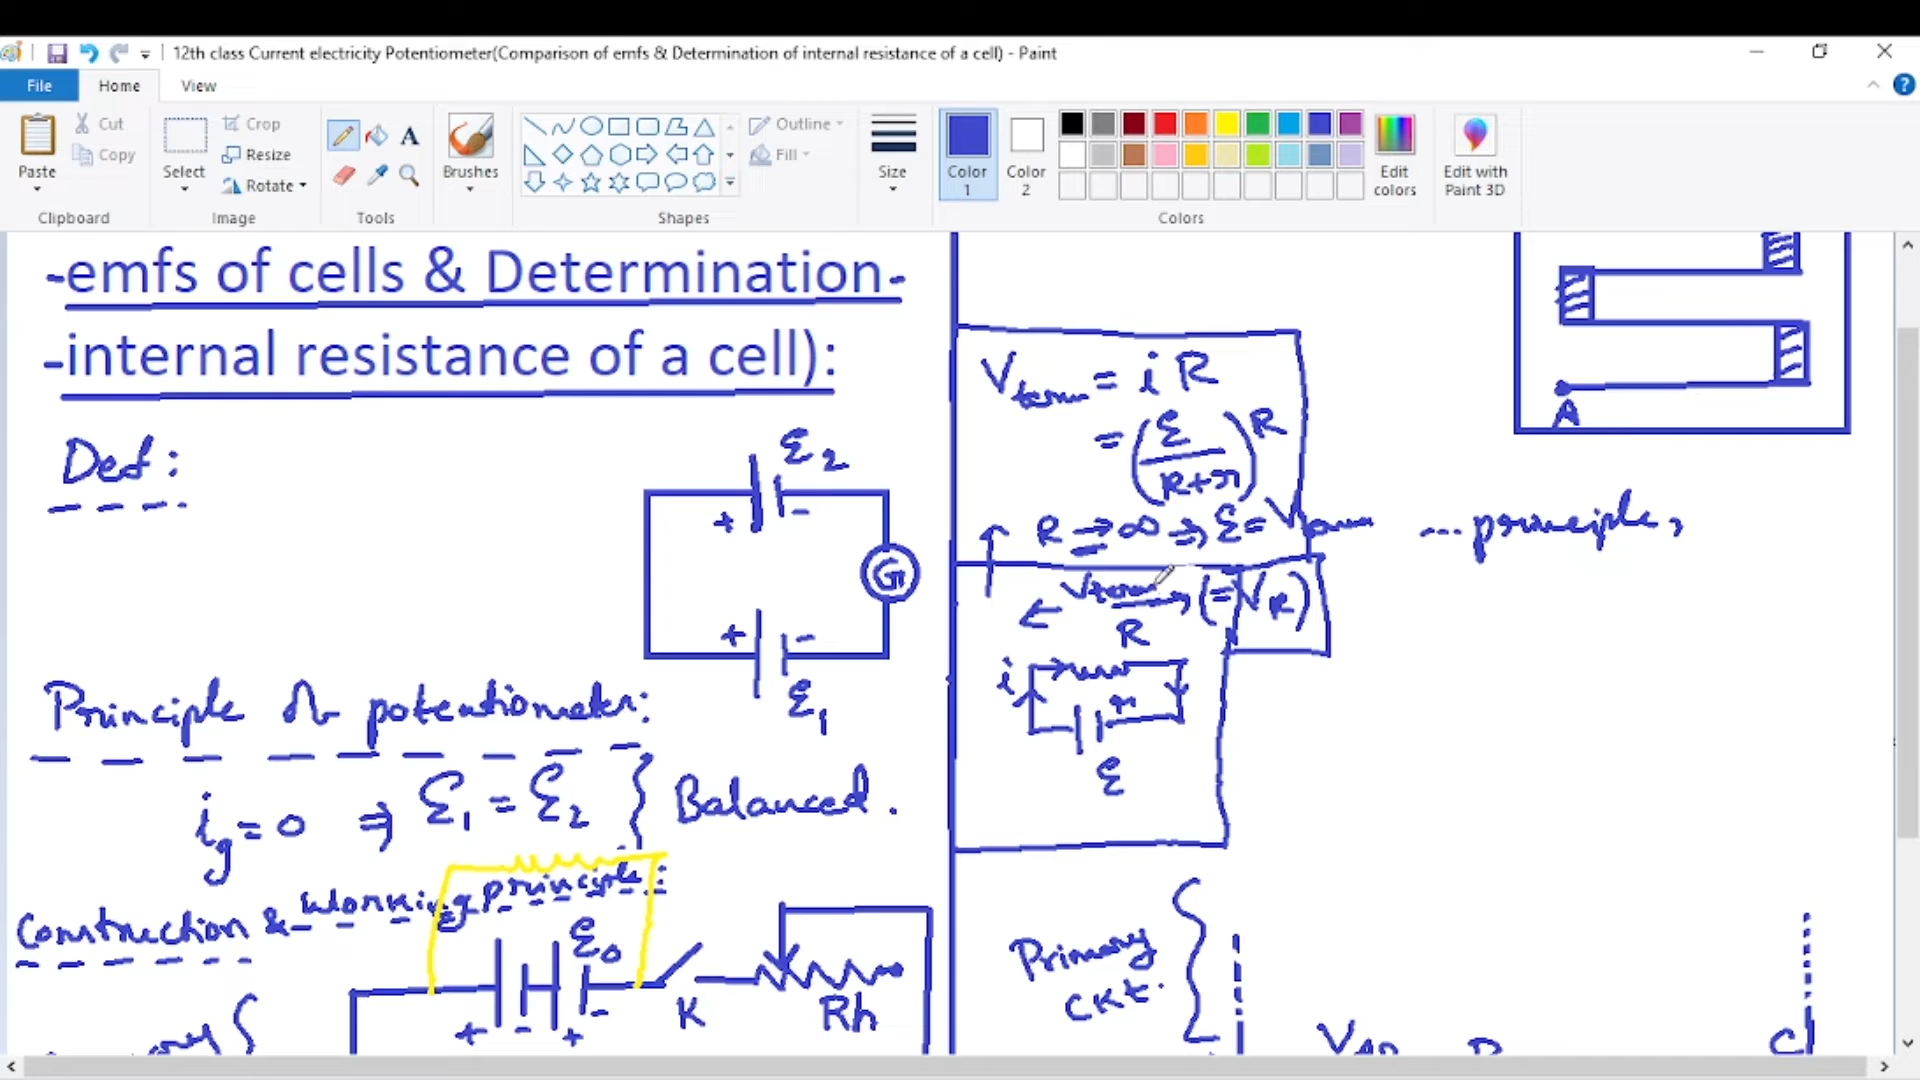 12th class Current electricity Potentiometer(Comparison of emfs & Determination of internal resistance of a cell) - Paint
File Home View
Paste
Cut
Copy
Clipboard
Select
Crop
Resize
Rotate
Image
A
Tools
Brushes
Outline
Fill
Shapes
Size
Color 1
Color 2
Edit colors
Colors
Edit with Paint 3D
-emfs of cells & Determination-
-internal resistance of a cell):
Def:
ε2
+ -
G
+ -
ε1
Principle of potentiometer:
ig = 0 ⇒ ε1 = ε2 } Balanced.
Construction & working principle:
ε0
+ - + -
K
Rh
Vterm = i R
= (ε/(R+r)) R
↑ R → ∞ ⇒ ε = Vterm
... principle,
← Vterm → (= VR)
R
i
r
ε
Primary
CKt.
C
A